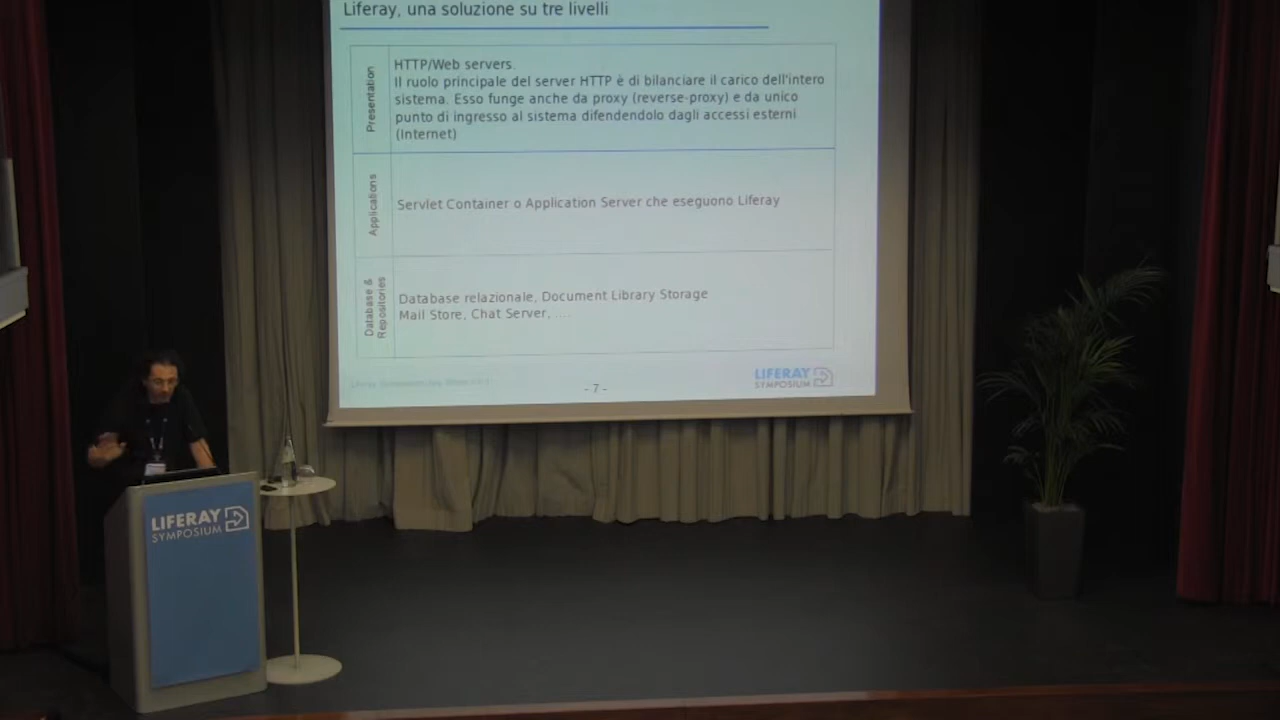 Liferay, una soluzione su tre livelli
Presentation
HTTP/Web servers.
Il ruolo principale del server HTTP è di bilanciare il carico dell'intero
sistema. Esso funge anche da proxy (reverse-proxy) e da unico
punto di ingresso al sistema difendendolo dagli accessi esterni
(Internet)
Applications
Servlet Container o Application Server che eseguono Liferay
Database &
Repositories
Database relazionale, Document Library Storage
Mail Store, Chat Server, ....
- 7 -
LIFERAY
SYMPOSIUM
LIFERAY
SYMPOSIUM